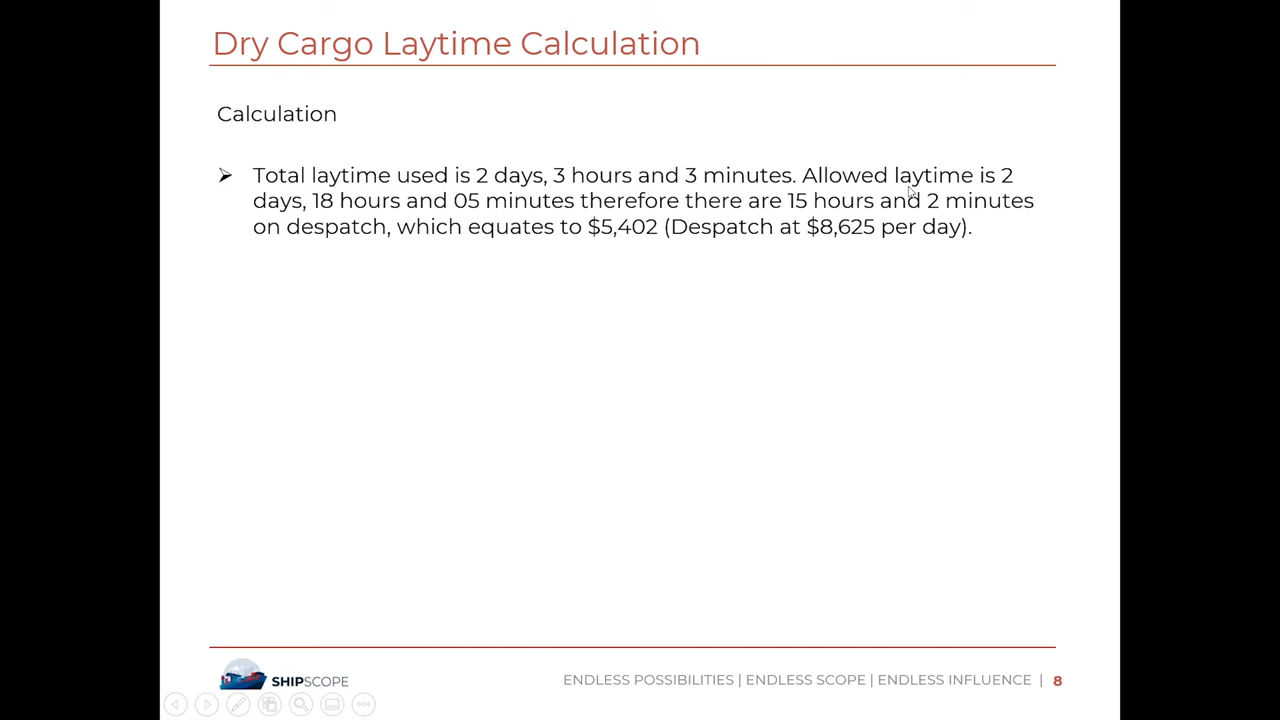 Dry Cargo Laytime Calculation
Calculation
Total laytime used is 2 days, 3 hours and 3 minutes. Allowed laytime is 2
days, 18 hours and 05 minutes therefore there are 15 hours and 2 minutes
on despatch, which equates to $5,402 (Despatch at $8,625 per day).
SHIPSCOPE
ENDLESS POSSIBILITIES | ENDLESS SCOPE | ENDLESS INFLUENCE | 8